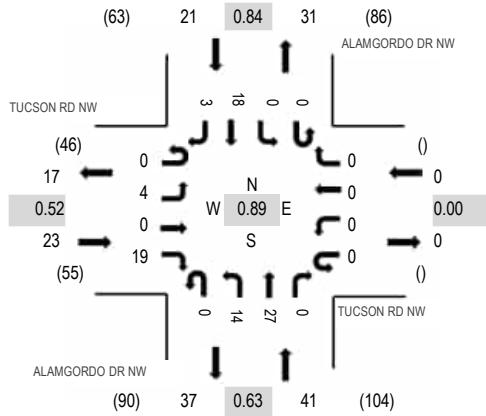 (63) 21 0.84 31 (86)
ALAMGORDO DR NW
TUCSON RD NW
3 18 0 0
(46) 0 0 ()
17 0
4 N 0
0.52 W 0.89 E 0.00
0 0
23 S 0
19 0
(55) ()
0 14 27 0
TUCSON RD NW
ALAMGORDO DR NW
(90) 37 0.63 41 (104)